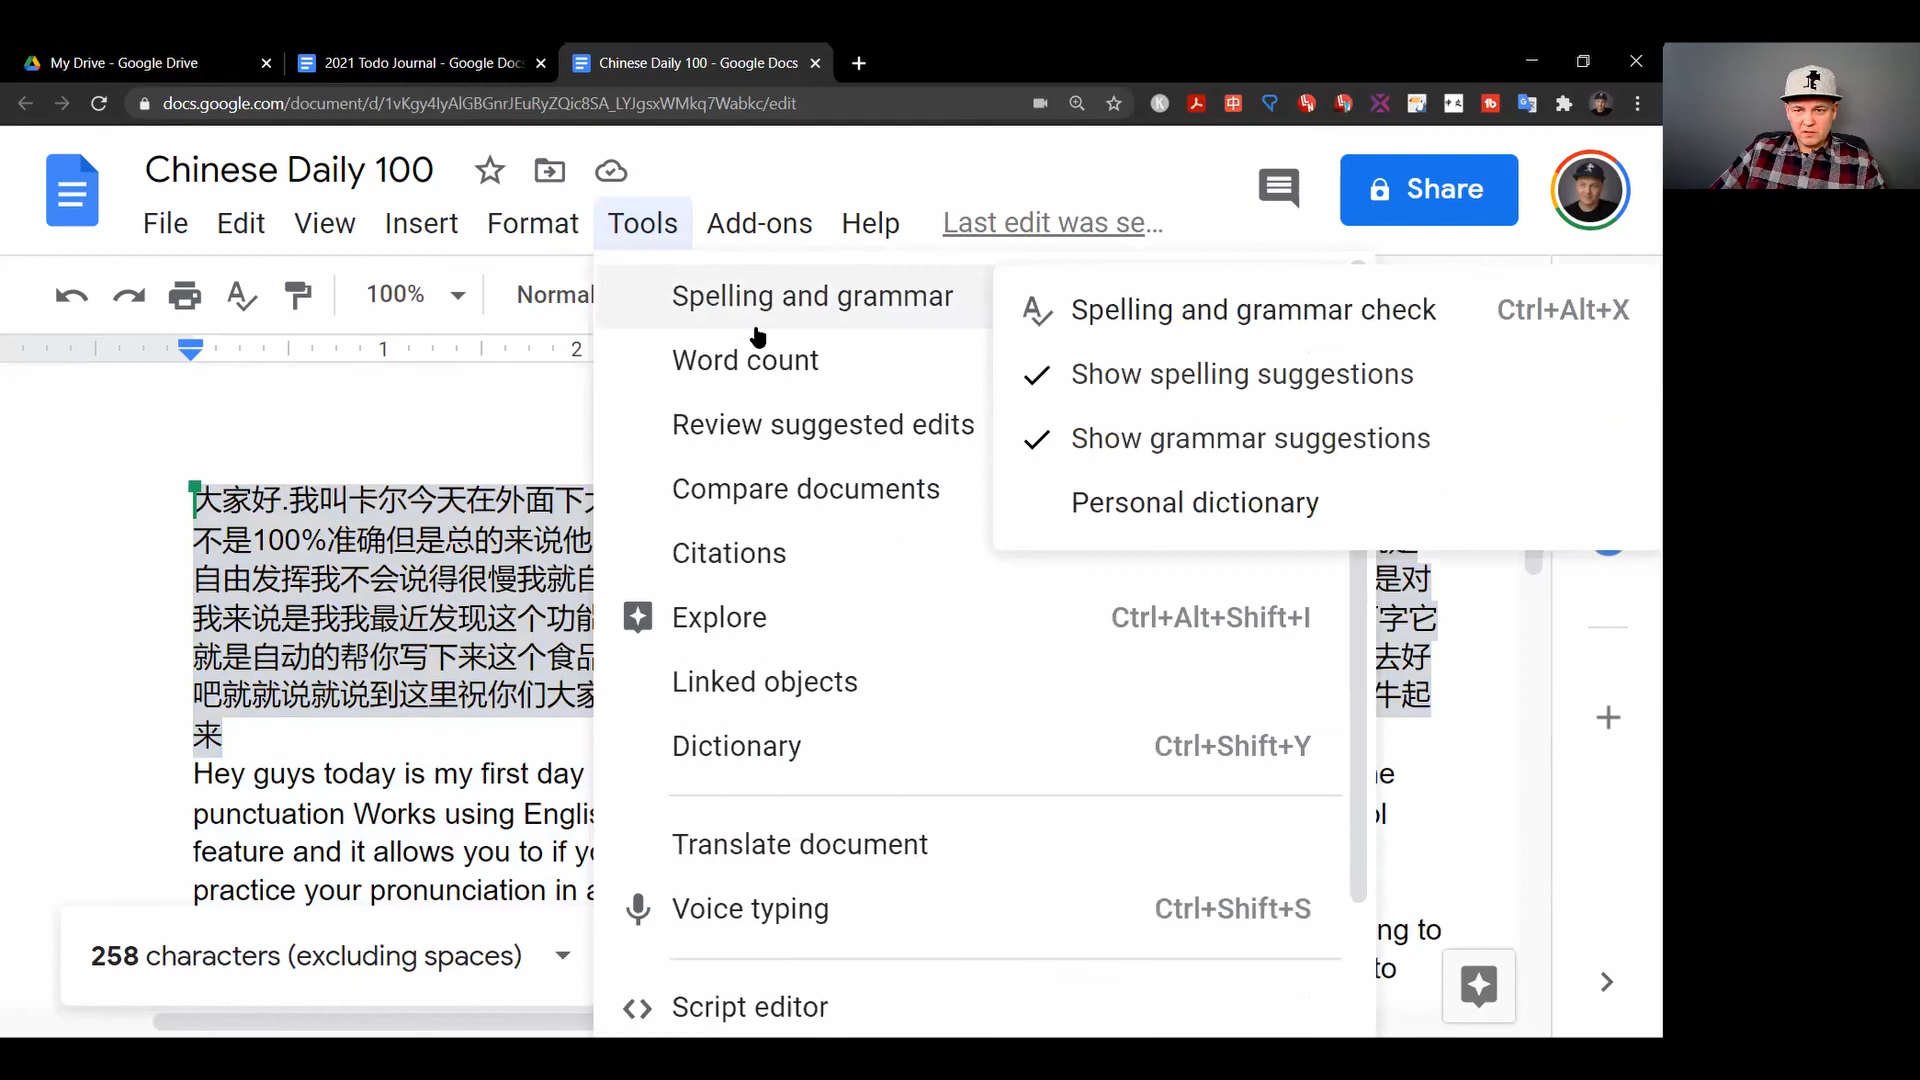 My Drive - Google Drive
2021 Todo Journal - Google Doc
Chinese Daily 100 - Google Docs
docs.google.com/document/d/1vKgy4IyAlGBGnrJEuRyZQic8SA_LYJgsxWMkq7Wabkc/edit
Chinese Daily 100
Share
File Edit View Insert Format Tools Add-ons Help Last edit was se...
100% Normal
1 2
Spelling and grammar
Word count
Review suggested edits
Compare documents
Citations
Explore Ctrl+Alt+Shift+I
Linked objects
Dictionary Ctrl+Shift+Y
Translate document
Voice typing Ctrl+Shift+S
Script editor
Spelling and grammar check Ctrl+Alt+X
Show spelling suggestions
Show grammar suggestions
Personal dictionary
大家好.我叫卡尔今天在外面下
不是100%准确但是总的来说他
自由发挥我不会说得很慢我就自 是对
我来说是我我最近发现这个功能 字它
就是自动的帮你写下来这个食品 去好
吧就就说就说到这里祝你们大家 牛起
来
Hey guys today is my first day
punctuation Works using Englis
feature and it allows you to if yo
practice your pronunciation in a
ng to
to
258 characters (excluding spaces)